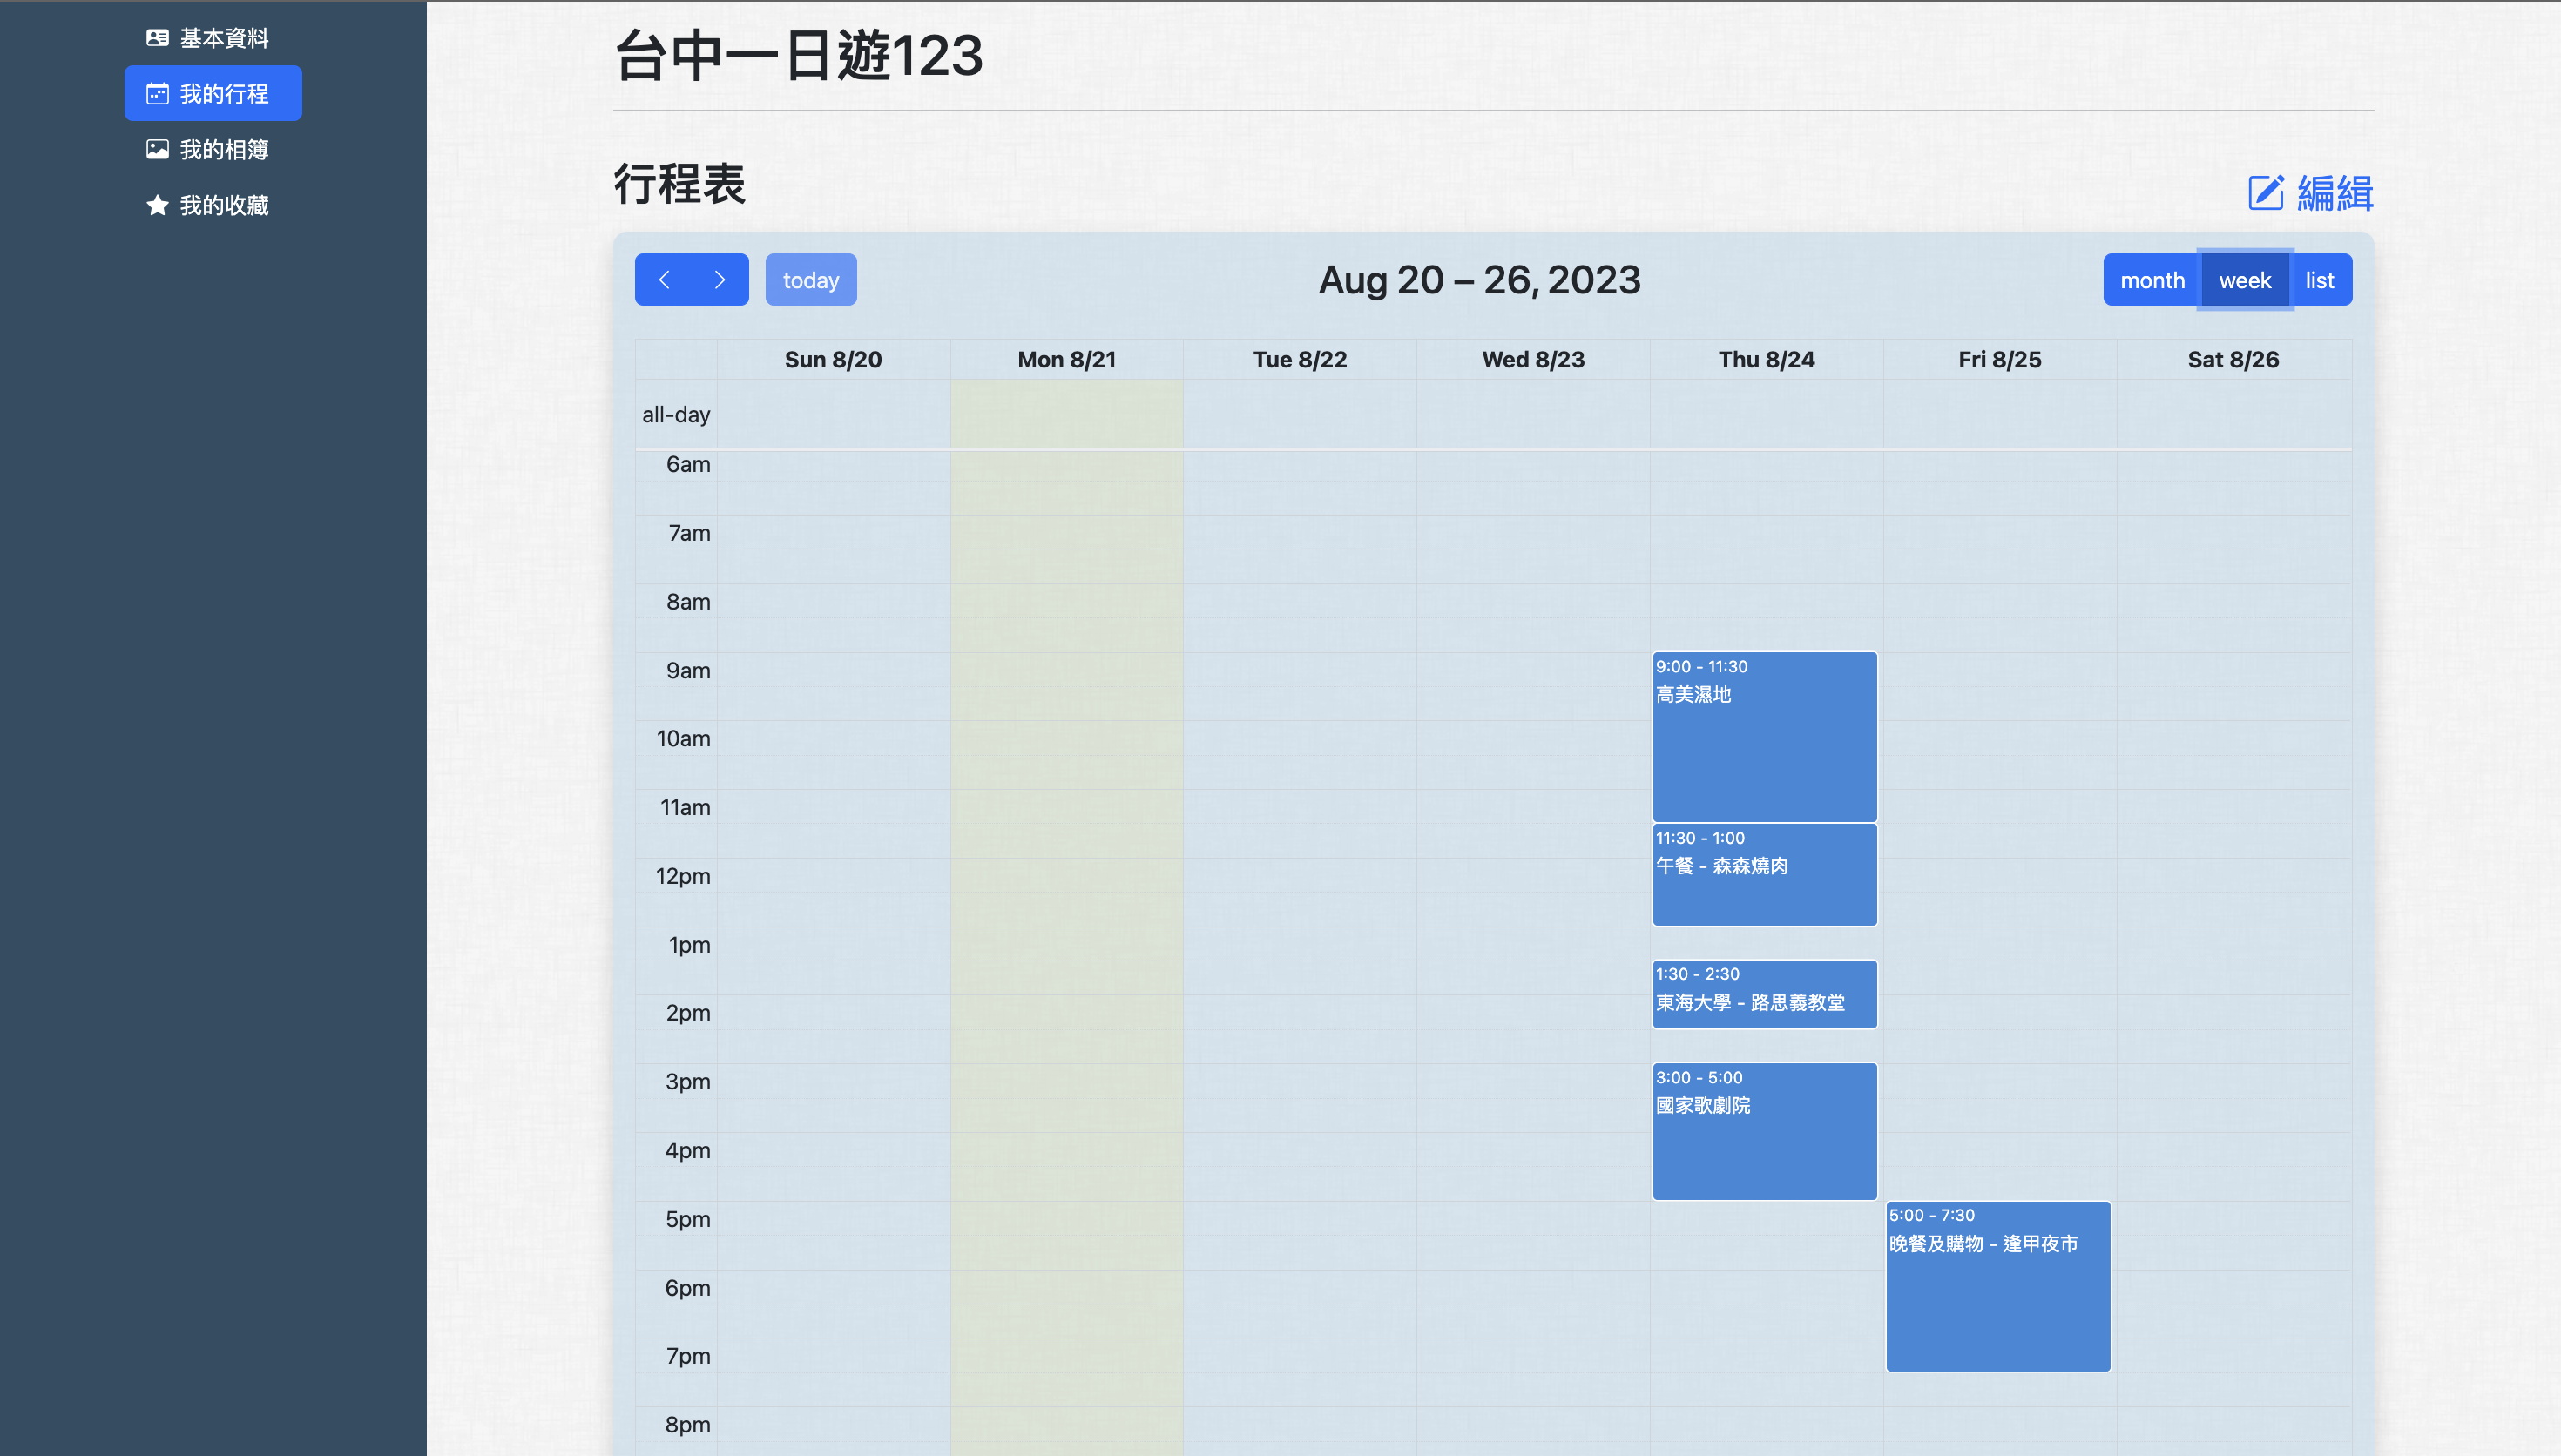 基本資料
我的行程
我的相簿
我的收藏
台中一日遊123
行程表
編緝
today
Aug 20 – 26, 2023
month week list
Sun 8/20 Mon 8/21 Tue 8/22 Wed 8/23 Thu 8/24 Fri 8/25 Sat 8/26
all-day
6am
7am
8am
9am
9:00 - 11:30
高美濕地
10am
11am
11:30 - 1:00
午餐 - 森森燒肉
12pm
1pm
1:30 - 2:30
東海大學 - 路思義教堂
2pm
3pm
3:00 - 5:00
國家歌劇院
4pm
5pm
5:00 - 7:30
晚餐及購物 - 逢甲夜市
6pm
7pm
8pm